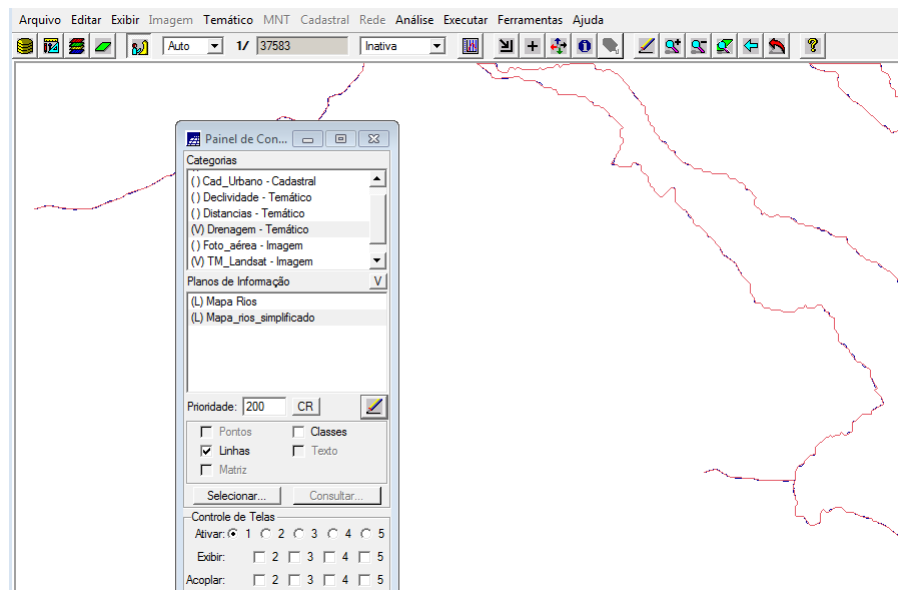 Arquivo Editar Exibir Imagem Temático MNT Cadastral Rede Análise Executar Ferramentas Ajuda
Auto 1/ 37583 Inativa
Painel de Con...
Categorias
( ) Cad_Urbano - Cadastral
( ) Declividade - Temático
( ) Distancias - Temático
(V) Drenagem - Temático
( ) Foto_aérea - Imagem
(V) TM_Landsat - Imagem
Planos de Informação V
(L) Mapa Rios
(L) Mapa_rios_simplificado
Prioridade: 200 CR
Pontos Classes
Linhas Texto
Matriz
Selecionar... Consultar...
Controle de Telas
Ativar: 1 2 3 4 5
Exibir: 2 3 4 5
Acoplar: 2 3 4 5